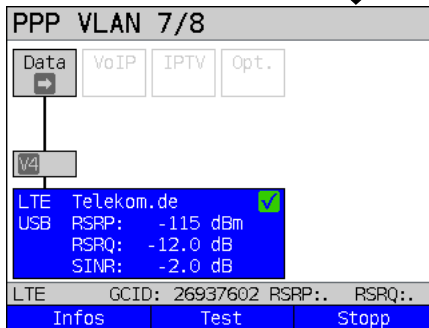 PPP VLAN 7/8
Data VoIP IPTV Opt.
V4
LTE Telekom.de
USB RSRP: -115 dBm
RSRQ: -12.0 dB
SINR: -2.0 dB
LTE GCID: 26937602 RSRP:. RSRQ:.
Infos Test Stopp